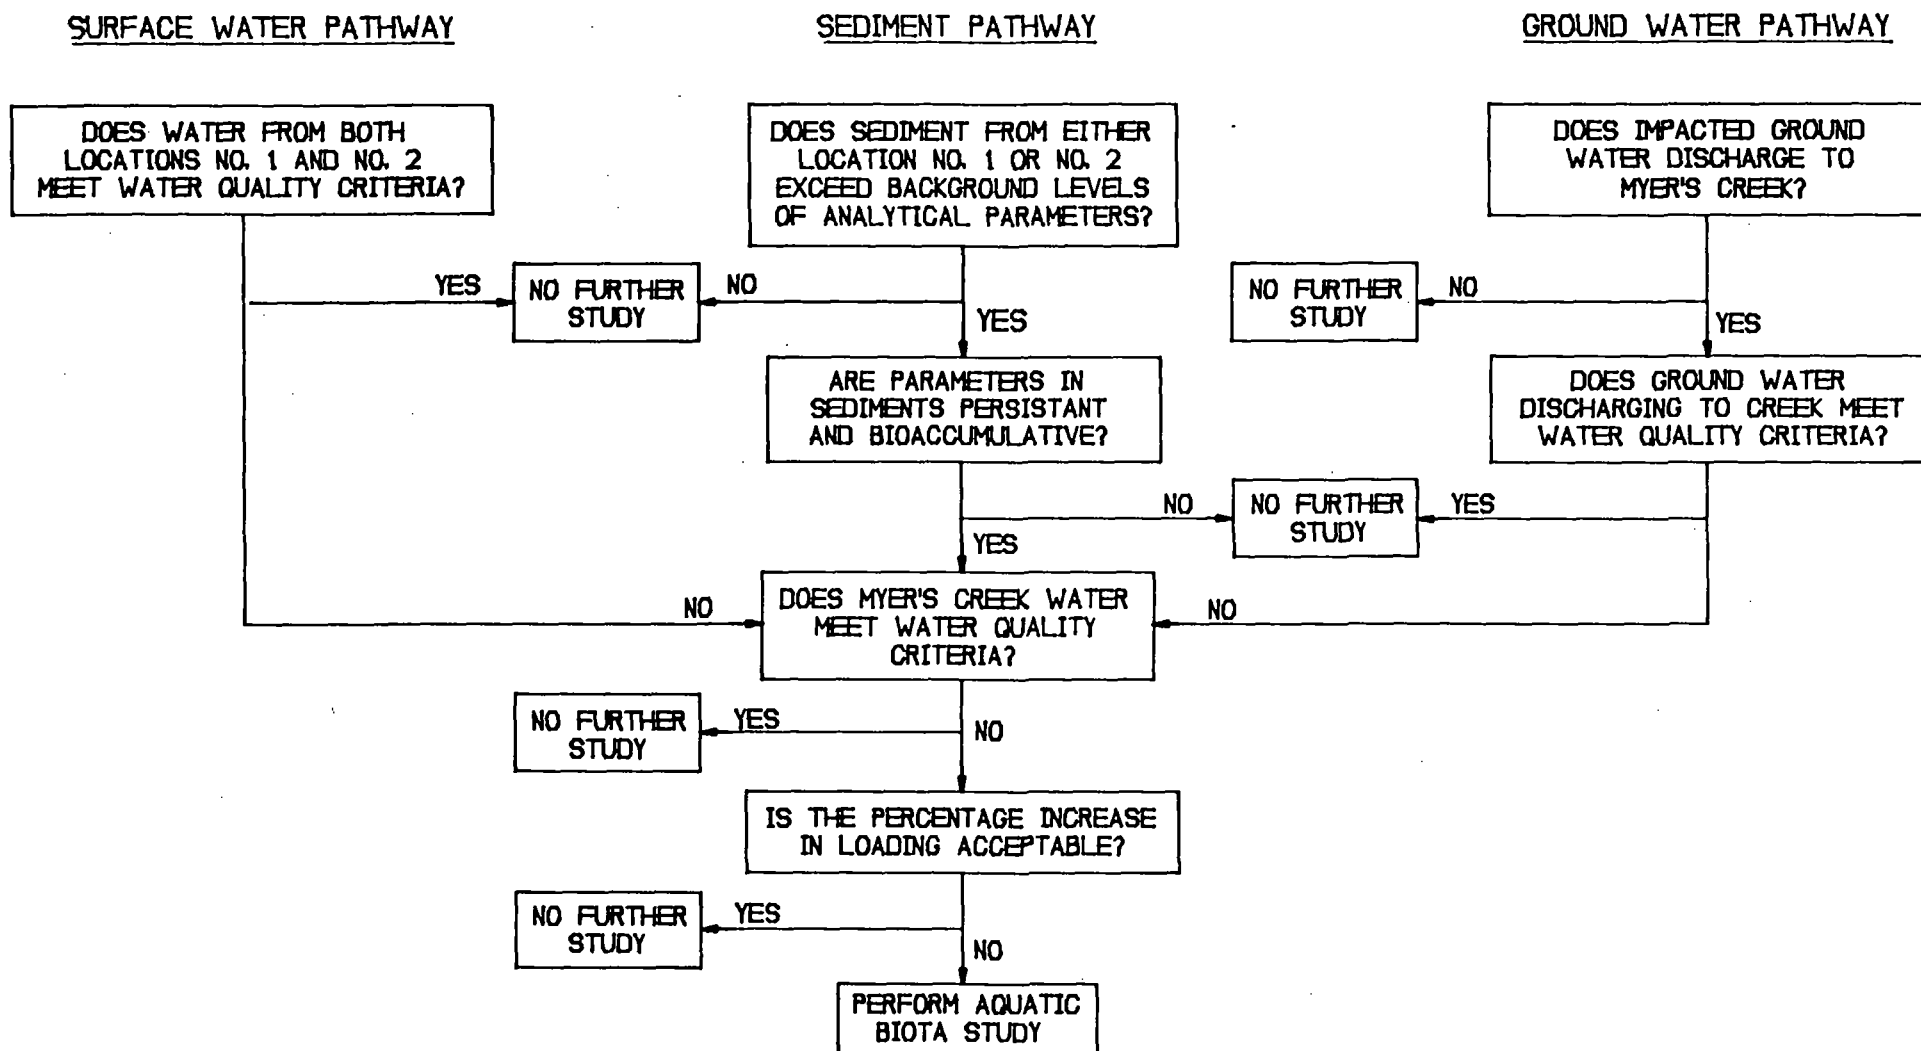 SURFACE WATER PATHWAY
SEDIMENT PATHWAY
GROUND WATER PATHWAY
DOES WATER FROM BOTH
LOCATIONS NO. 1 AND NO. 2
MEET WATER QUALITY CRITERIA?
DOES SEDIMENT FROM EITHER
LOCATION NO. 1 OR NO. 2
EXCEED BACKGROUND LEVELS
OF ANALYTICAL PARAMETERS?
DOES IMPACTED GROUND
WATER DISCHARGE TO
MYER'S CREEK?
YES
NO FURTHER
STUDY
NO
YES
NO FURTHER
STUDY
NO
YES
ARE PARAMETERS IN
SEDIMENTS PERSISTANT
AND BIOACCUMULATIVE?
DOES GROUND WATER
DISCHARGING TO CREEK MEET
WATER QUALITY CRITERIA?
NO
NO FURTHER
STUDY
YES
YES
NO
DOES MYER'S CREEK WATER
MEET WATER QUALITY
CRITERIA?
NO
NO FURTHER
STUDY
YES
NO
IS THE PERCENTAGE INCREASE
IN LOADING ACCEPTABLE?
NO FURTHER
STUDY
YES
NO
PERFORM AQUATIC
BIOTA STUDY